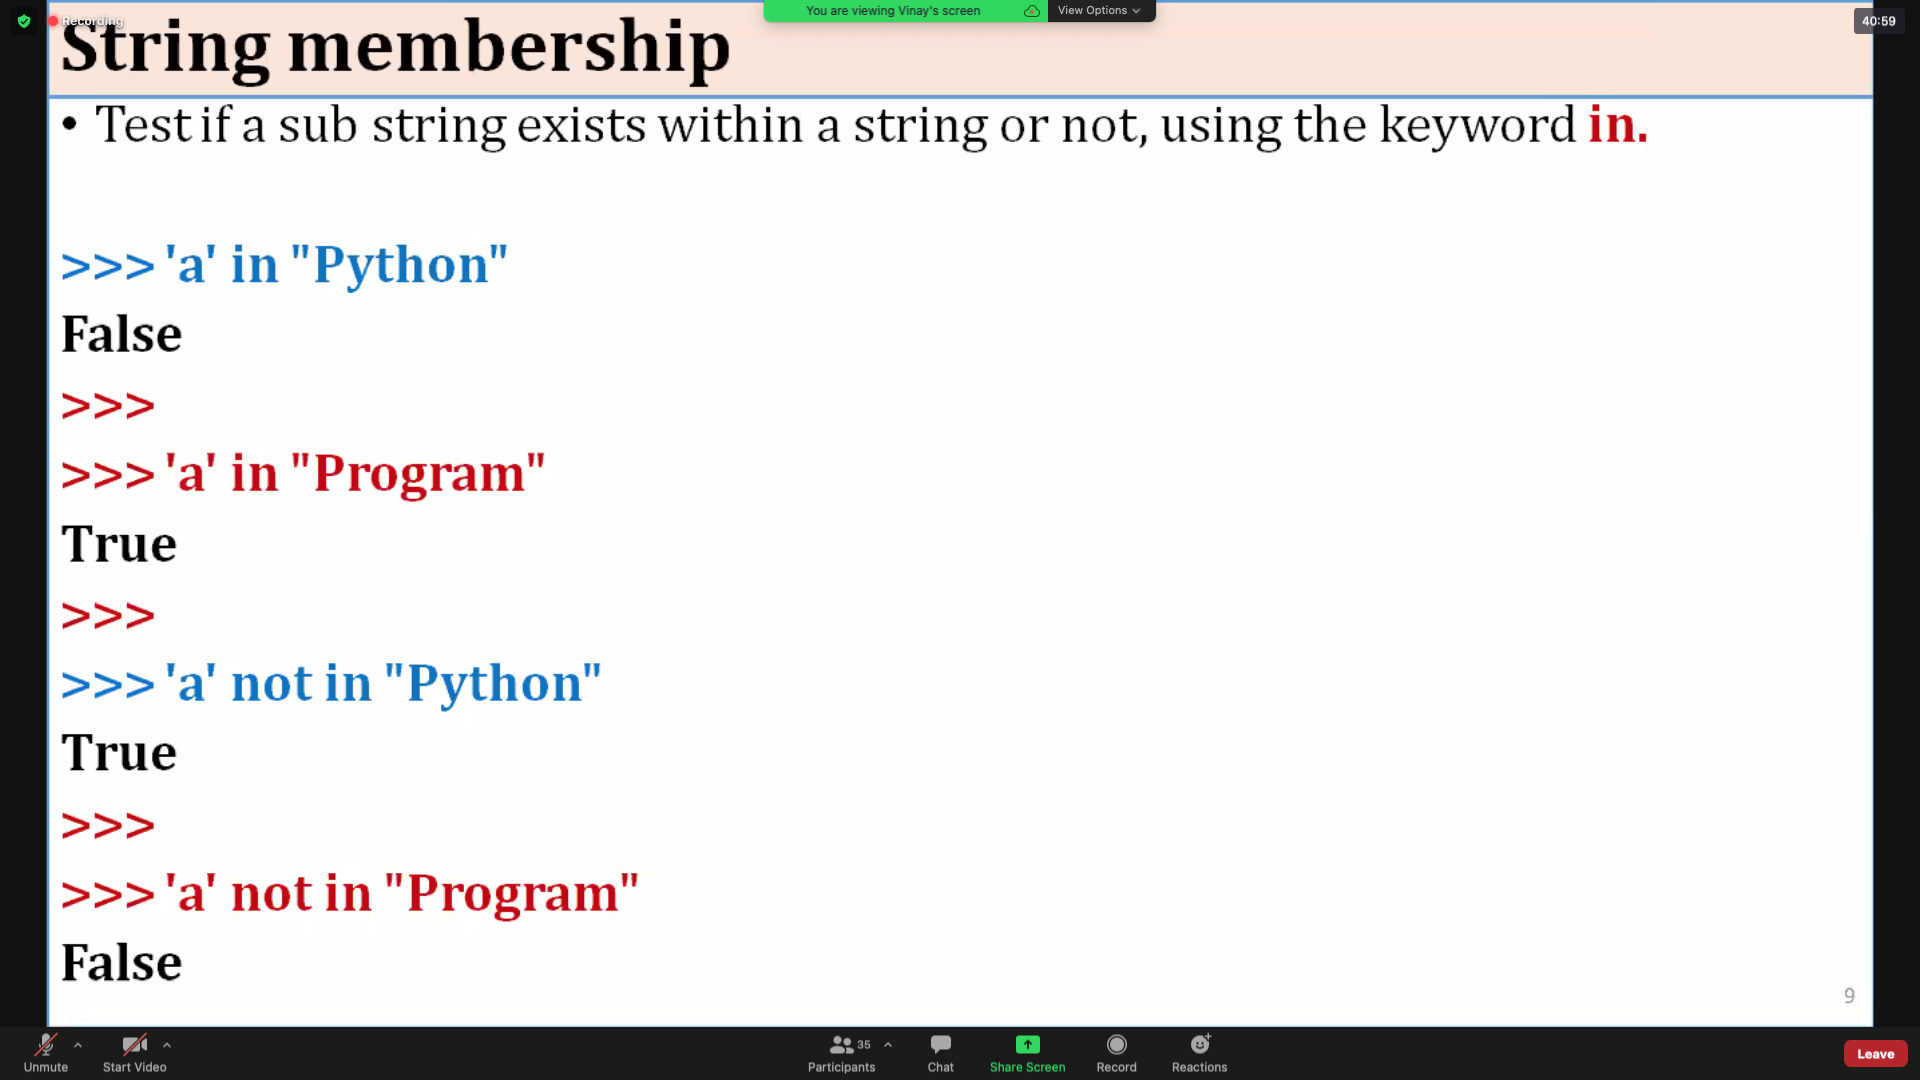 Recording
You are viewing Vinay's screen
View Options
40:59
String membership
• Test if a sub string exists within a string or not, using the keyword in.
>>> 'a' in "Python"
False
>>>
>>> 'a' in "Program"
True
>>>
>>> 'a' not in "Python"
True
>>>
>>> 'a' not in "Program"
False
9
Unmute
Start Video
35
Participants
Chat
Share Screen
Record
Reactions
Leave